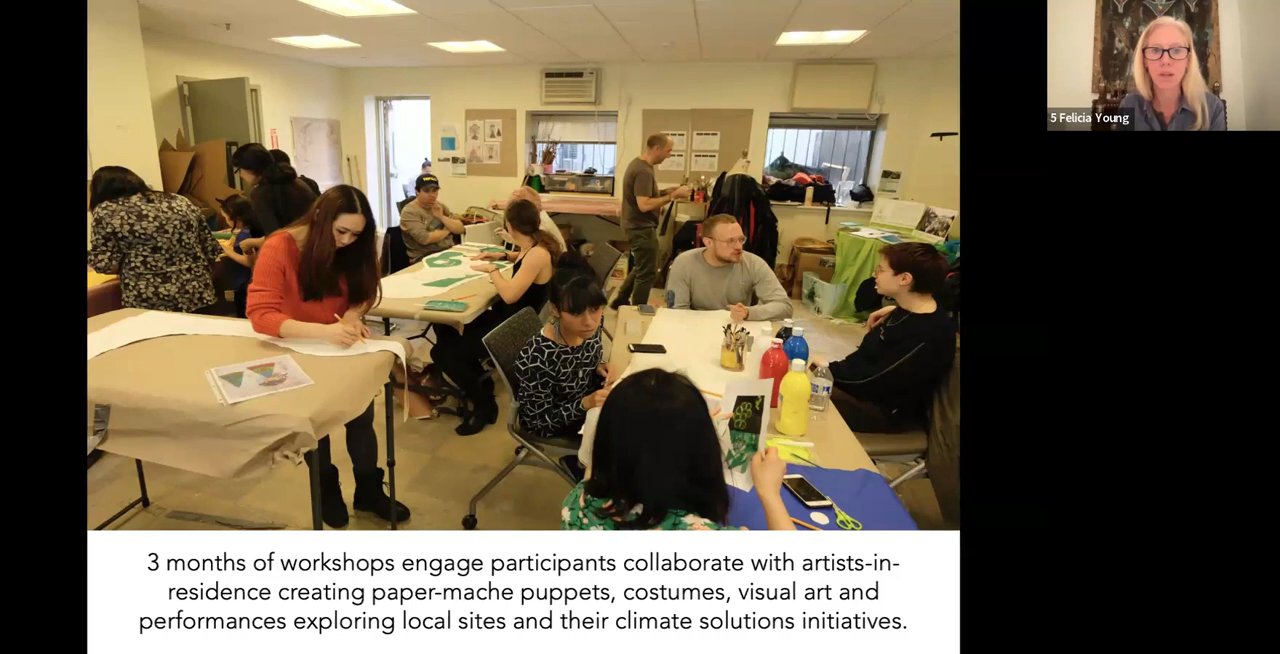 5 Felicia Young
3 months of workshops engage participants collaborate with artists-in-
residence creating paper-mache puppets, costumes, visual art and
performances exploring local sites and their climate solutions initiatives.